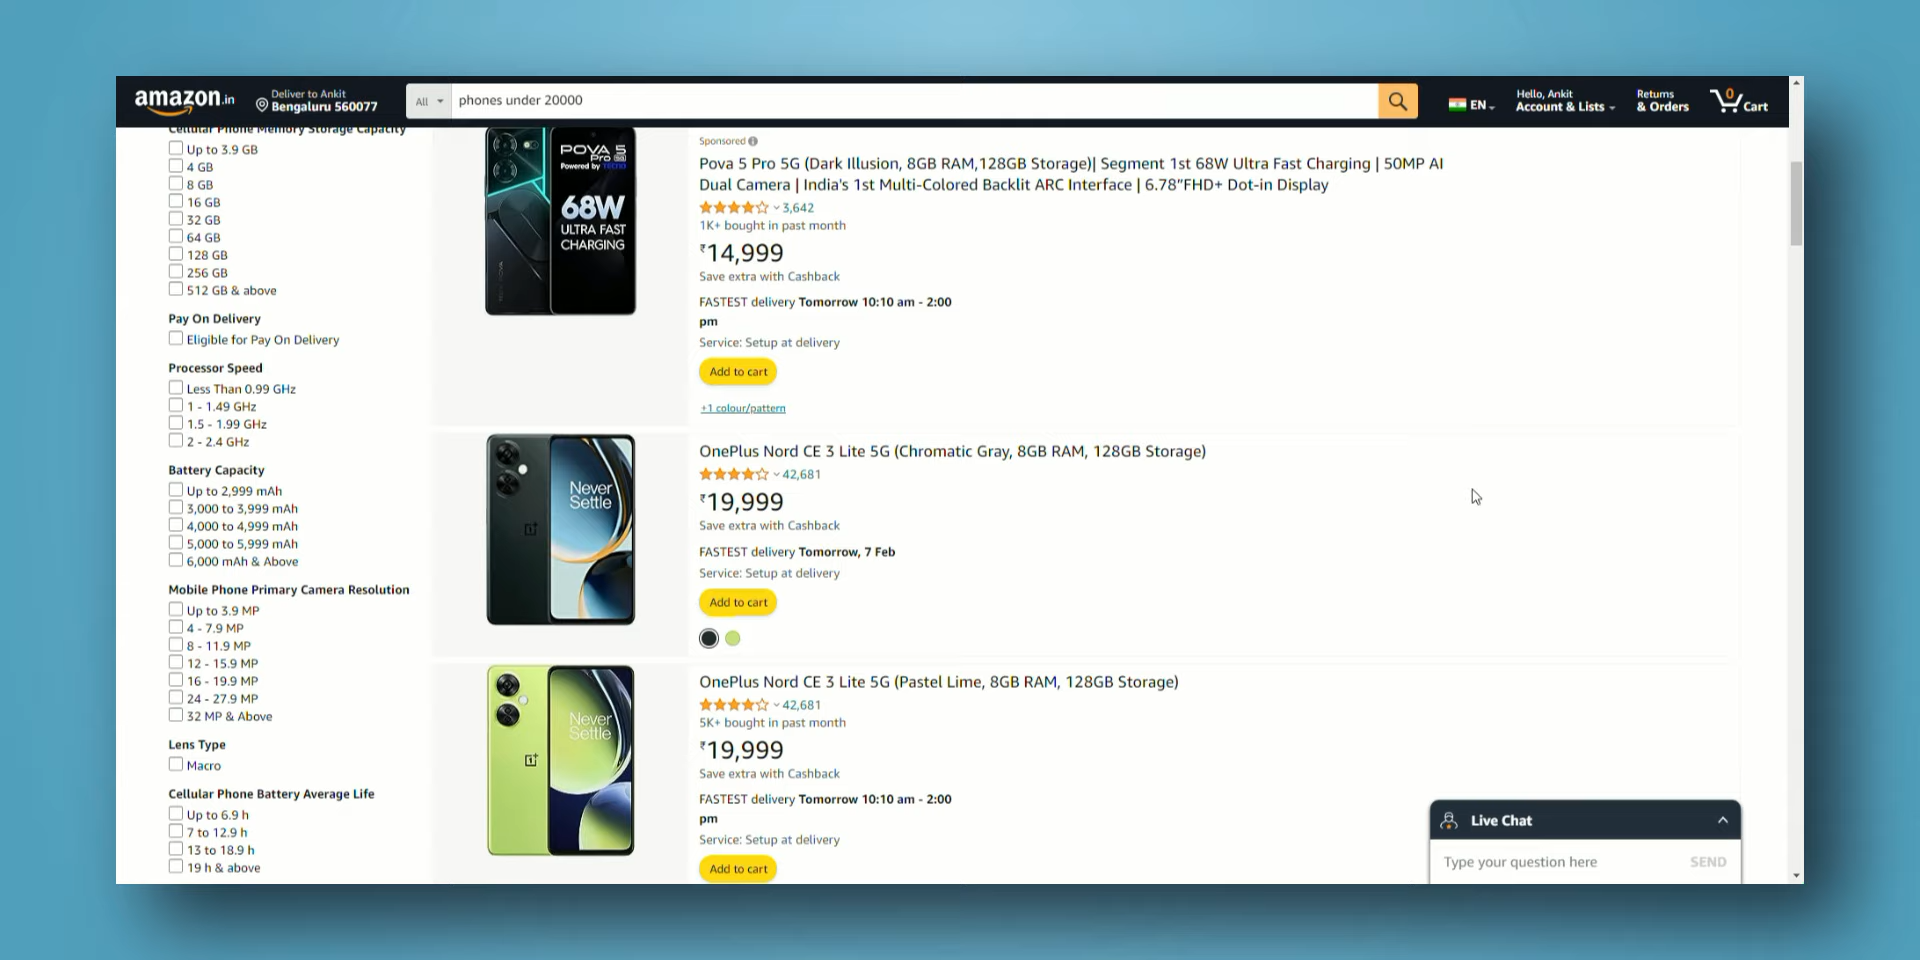 amazon.in
Deliver to Ankit
Bengaluru 560077
All
phones under 20000
EN
Hello, Ankit
Account & Lists
Returns
& Orders
0
Cart
Cellular Phone Memory Storage Capacity
Up to 3.9 GB
4 GB
8 GB
16 GB
32 GB
64 GB
128 GB
256 GB
512 GB & above
Pay On Delivery
Eligible for Pay On Delivery
Processor Speed
Less Than 0.99 GHz
1 - 1.49 GHz
1.5 - 1.99 GHz
2 - 2.4 GHz
Battery Capacity
Up to 2,999 mAh
3,000 to 3,999 mAh
4,000 to 4,999 mAh
5,000 to 5,999 mAh
6,000 mAh & Above
Mobile Phone Primary Camera Resolution
Up to 3.9 MP
4 - 7.9 MP
8 - 11.9 MP
12 - 15.9 MP
16 - 19.9 MP
24 - 27.9 MP
32 MP & Above
Lens Type
Macro
Cellular Phone Battery Average Life
Up to 6.9 h
7 to 12.9 h
13 to 18.9 h
19 h & above
POVA 5
Pro 5G
Powered by TECNO
68W
ULTRA FAST
CHARGING
Sponsored
Pova 5 Pro 5G (Dark Illusion, 8GB RAM,128GB Storage)| Segment 1st 68W Ultra Fast Charging | 50MP AI
Dual Camera | India's 1st Multi-Colored Backlit ARC Interface | 6.78"FHD+ Dot-in Display
3,642
1K+ bought in past month
₹14,999
Save extra with Cashback
FASTEST delivery Tomorrow 10:10 am - 2:00
pm
Service: Setup at delivery
Add to cart
+1 colour/pattern
Never
Settle
OnePlus Nord CE 3 Lite 5G (Chromatic Gray, 8GB RAM, 128GB Storage)
42,681
₹19,999
Save extra with Cashback
FASTEST delivery Tomorrow, 7 Feb
Service: Setup at delivery
Add to cart
Never
Settle
OnePlus Nord CE 3 Lite 5G (Pastel Lime, 8GB RAM, 128GB Storage)
42,681
5K+ bought in past month
₹19,999
Save extra with Cashback
FASTEST delivery Tomorrow 10:10 am - 2:00
pm
Service: Setup at delivery
Add to cart
Live Chat
Type your question here
SEND